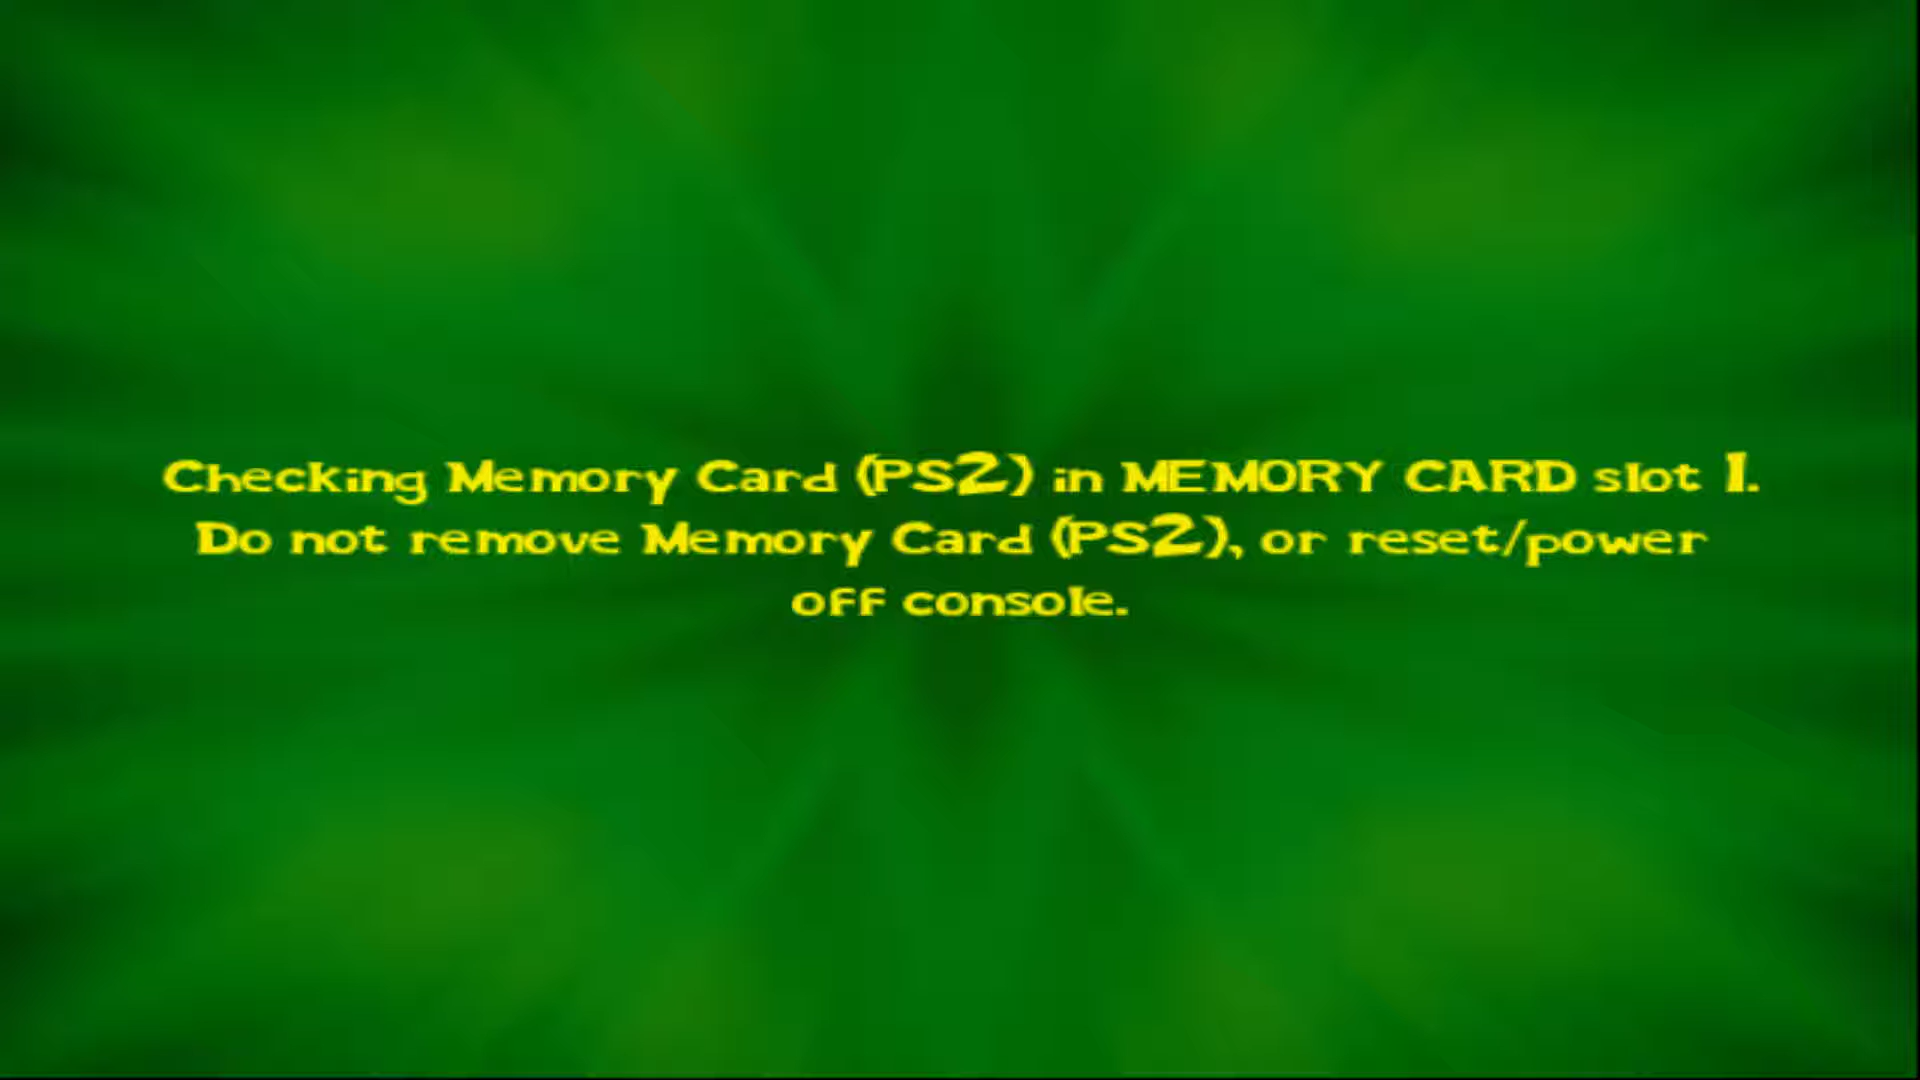 Checking Memory Card (PS2) in MEMORY CARD slot 1.
Do not remove Memory Card (PS2), or reset/power
off console.